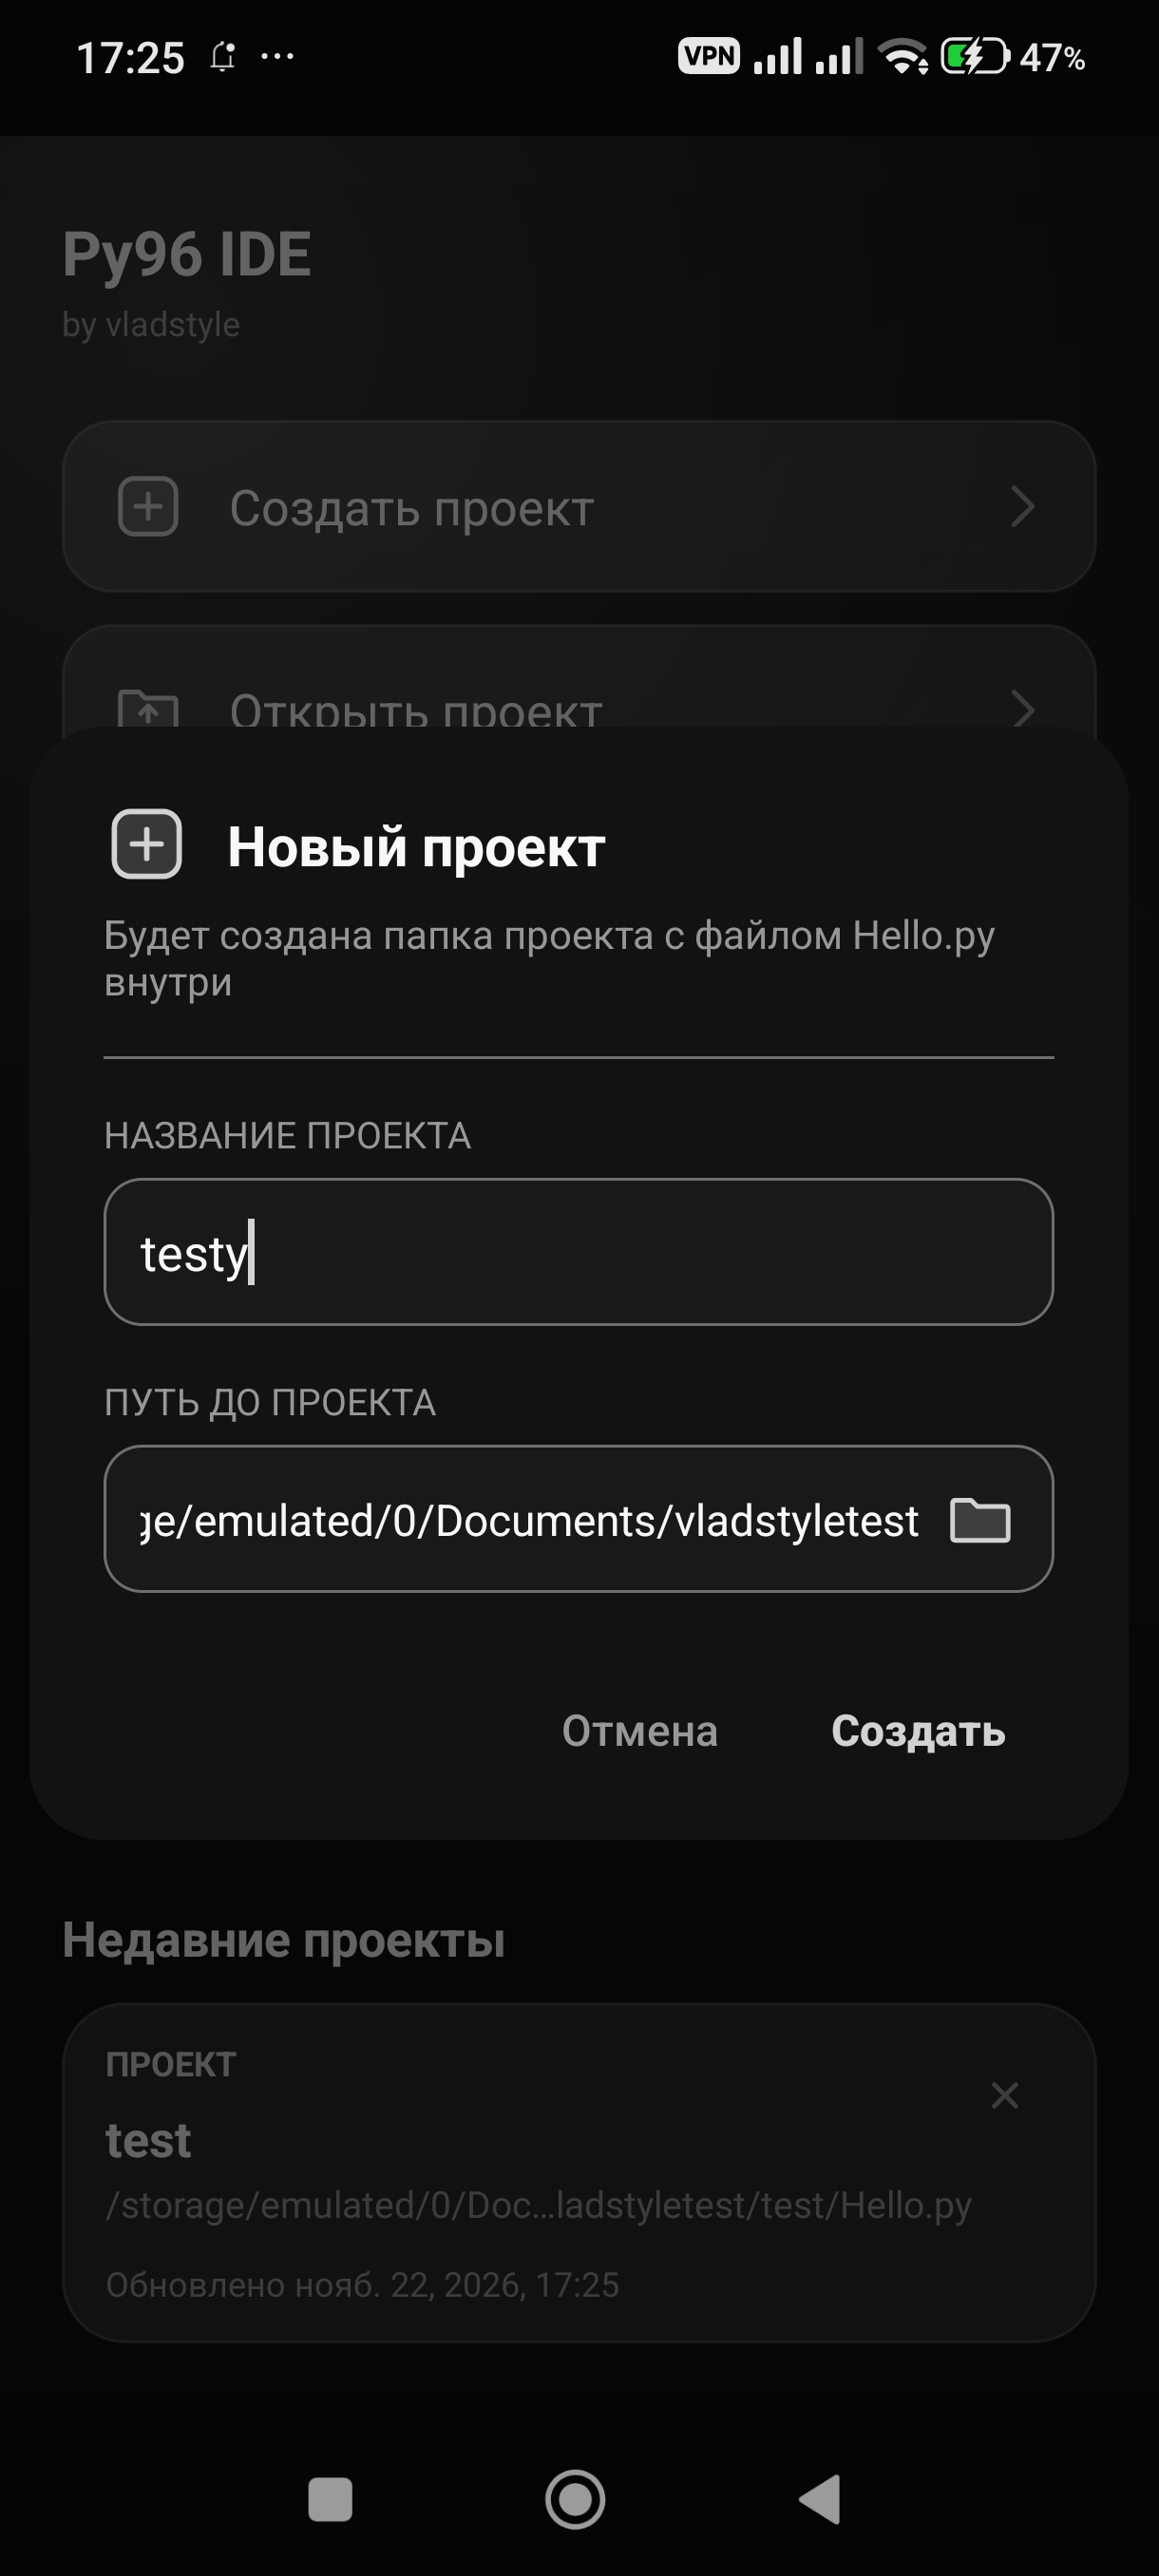 17:25 ... VPN 47%
Py96 IDE
by vladstyle
Создать проект
Открыть проект
Новый проект
Будет создана папка проекта с файлом Hello.py
внутри
НАЗВАНИЕ ПРОЕКТА
testy
ПУТЬ ДО ПРОЕКТА
ge/emulated/0/Documents/vladstyletest
Отмена Создать
Недавние проекты
ПРОЕКТ
test
/storage/emulated/0/Doc...ladstyletest/test/Hello.py
Обновлено нояб. 22, 2026, 17:25